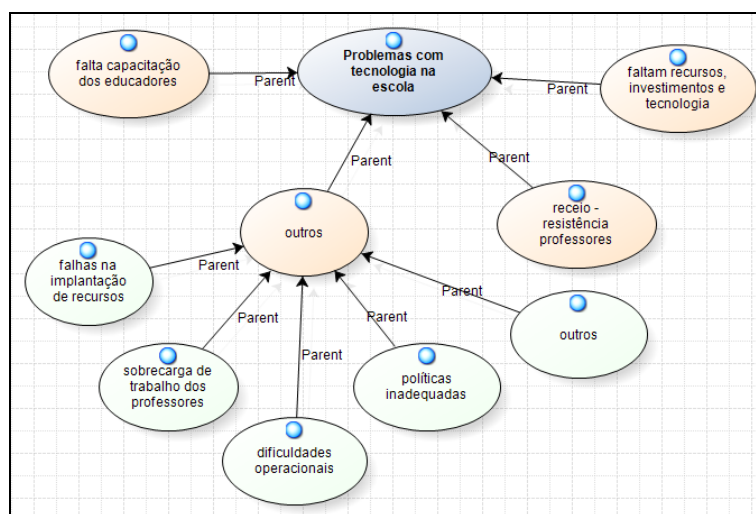 falta capacitação
dos educadores
Parent
Problemas com
tecnologia na
escola
Parent
faltam recursos,
investimentos e
tecnologia
Parent
Parent
receio -
resistência
professores
outros
falhas na
implantação
de recursos
Parent
Parent
sobrecarga de
trabalho dos
professores
Parent
dificuldades
operacionais
Parent
políticas
inadequadas
Parent
outros